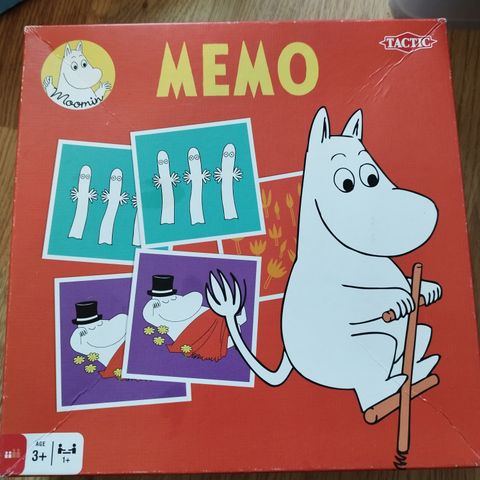 MEMO
TACTIC
Moomin
AGE
3+
1+